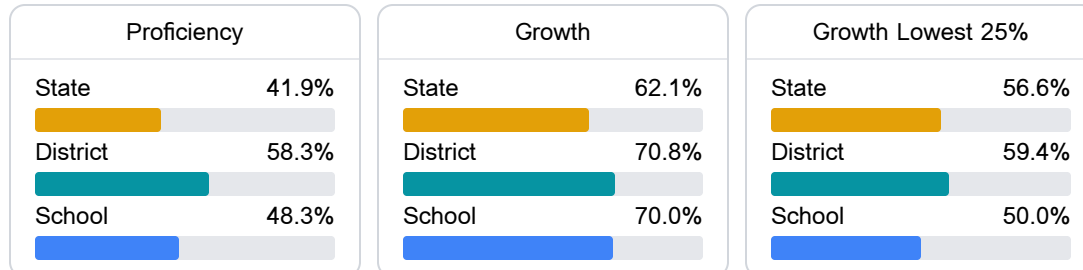 Proficiency
State 41.9%
District 58.3%
School 48.3%
Growth
State 62.1%
District 70.8%
School 70.0%
Growth Lowest 25%
State 56.6%
District 59.4%
School 50.0%